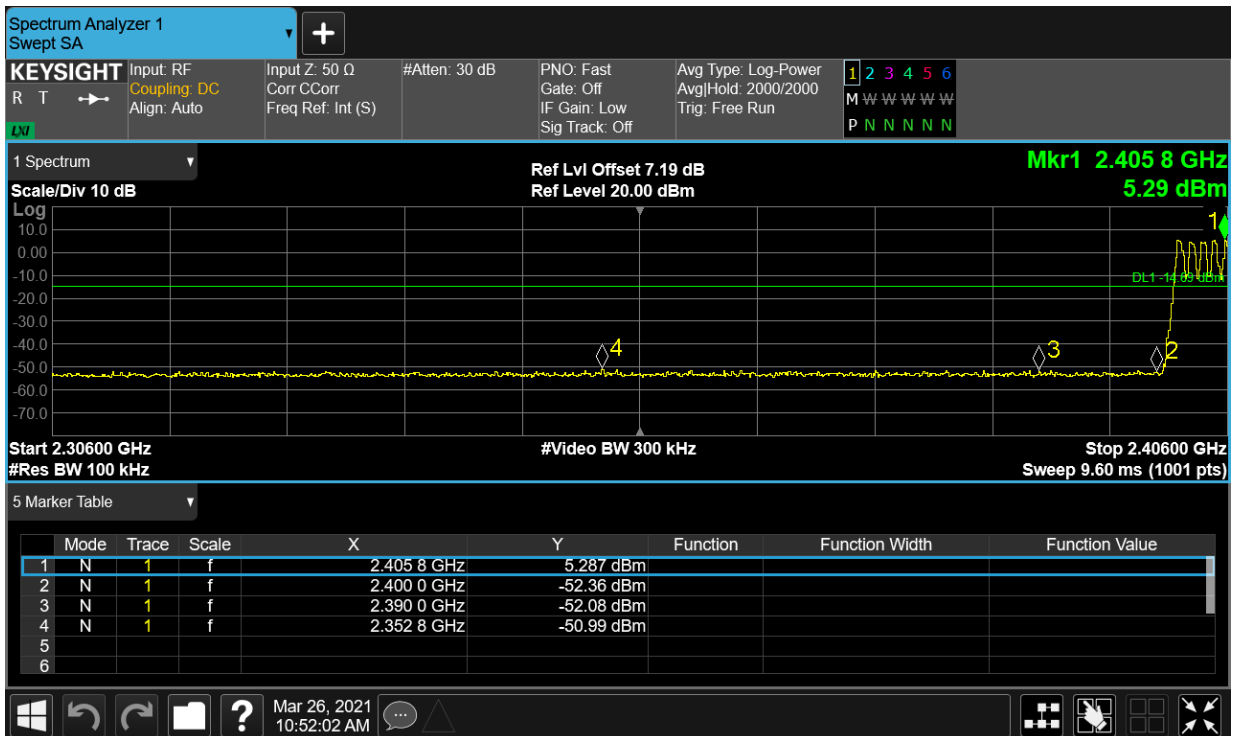 Spectrum Analyzer 1
Swept SA
+
KEYSIGHT
R T
LXI
Input: RF
Coupling: DC
Align: Auto
Input Z: 50 Ω
Corr CCorr
Freq Ref: Int (S)
#Atten: 30 dB
PNO: Fast
Gate: Off
IF Gain: Low
Sig Track: Off
Avg Type: Log-Power
Avg|Hold: 2000/2000
Trig: Free Run
1 2 3 4 5 6
M W W W W W
P N N N N N
1 Spectrum
Scale/Div 10 dB
Ref Lvl Offset 7.19 dB
Ref Level 20.00 dBm
Mkr1 2.405 8 GHz
5.29 dBm
Log
10.0
0.00
-10.0
-20.0
-30.0
-40.0
-50.0
-60.0
-70.0
1
DL1 -14.69 dBm
4
3
2
Start 2.30600 GHz
#Res BW 100 kHz
#Video BW 300 kHz
Stop 2.40600 GHz
Sweep 9.60 ms (1001 pts)
5 Marker Table
Mode Trace Scale X Y Function Function Width Function Value
1 N 1 f 2.405 8 GHz 5.287 dBm
2 N 1 f 2.400 0 GHz -52.36 dBm
3 N 1 f 2.390 0 GHz -52.08 dBm
4 N 1 f 2.352 8 GHz -50.99 dBm
5
6
?
Mar 26, 2021
10:52:02 AM